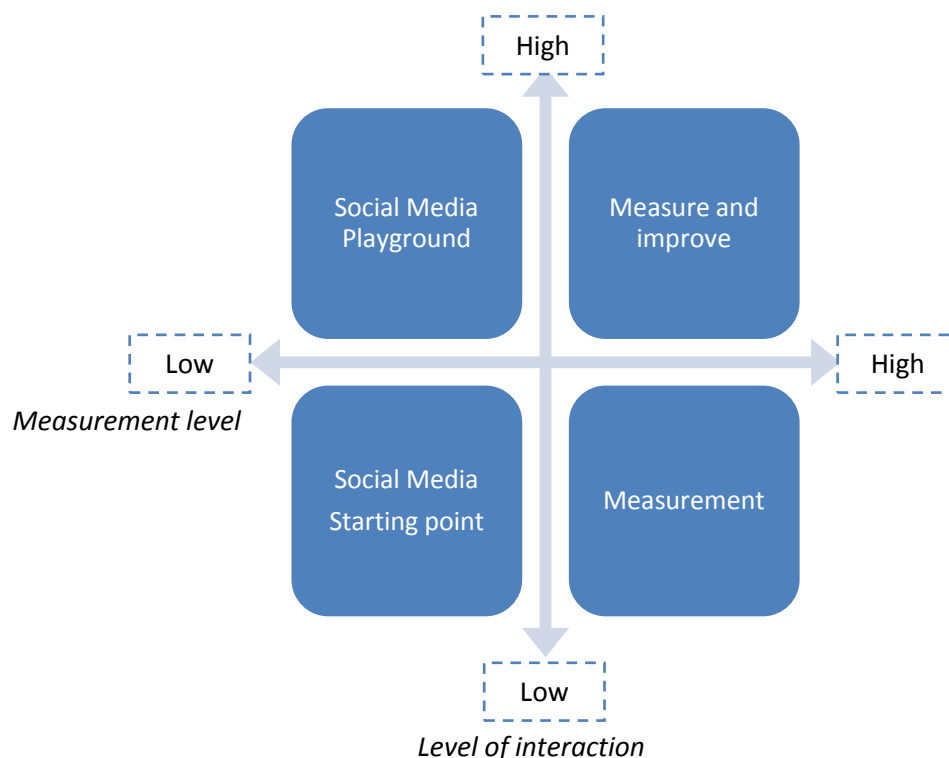 High
Social Media
Playground
Measure and
improve
Low
High
Measurement level
Social Media
Starting point
Measurement
Low
Level of interaction